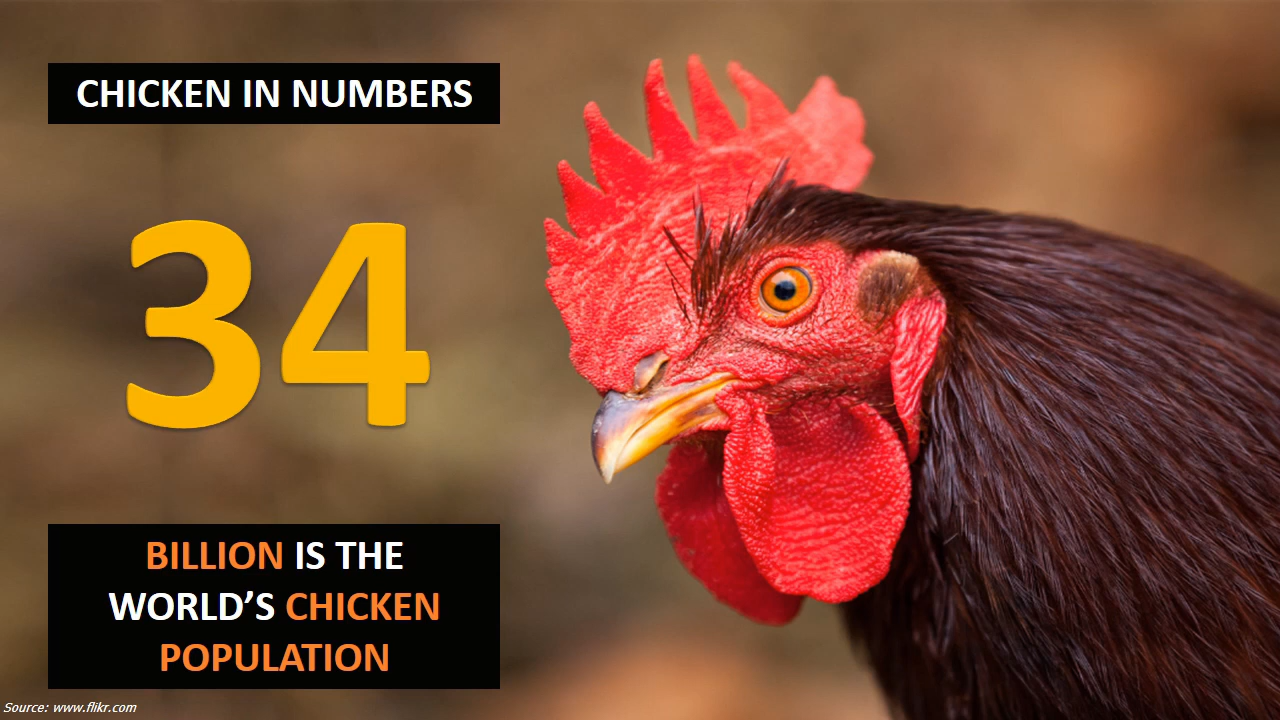 CHICKEN IN NUMBERS
34
BILLION IS THE
WORLD’S CHICKEN
POPULATION
Source: www.flikr.com